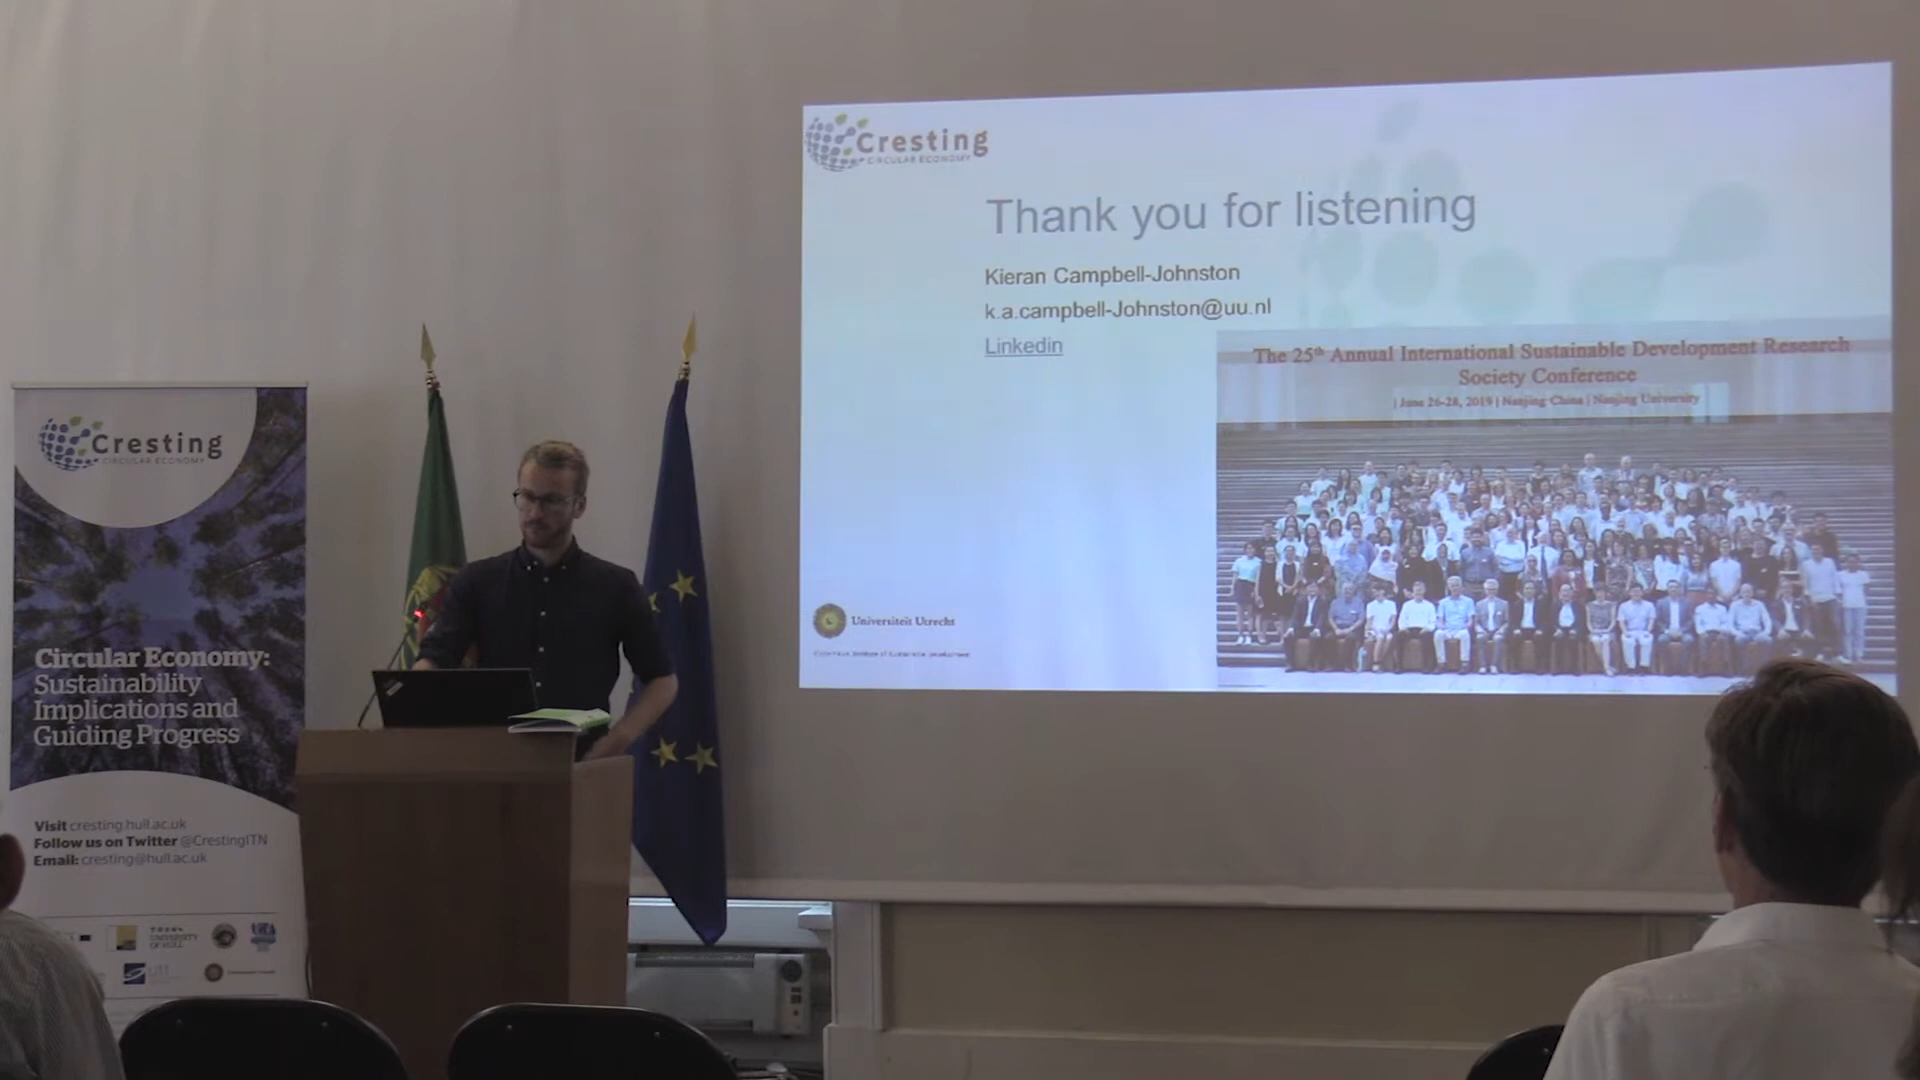 Cresting
CIRCULAR ECONOMY
Thank you for listening
Kieran Campbell-Johnston
k.a.campbell-Johnston@uu.nl
Linkedin
The 25th Annual International Sustainable Development Research
Society Conference
| June 26-28, 2019 | Nanjing China | Nanjing University
Universiteit Utrecht
Cresting
CIRCULAR ECONOMY
Circular Economy:
Sustainability
Implications and
Guiding Progress
Visit cresting.hull.ac.uk
Follow us on Twitter @CrestingITN
Email: cresting@hull.ac.uk
UNIVERSITY
OF HULL